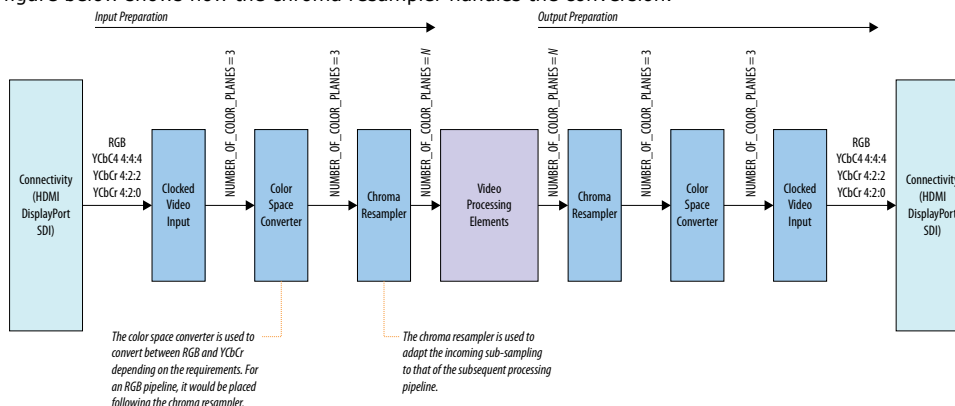 figure below shows how the chroma resampler handles the conversion.
Input Preparation
Output Preparation
NUMBER_OF_COLOR_PLANES = 3
NUMBER_OF_COLOR_PLANES = 3
NUMBER_OF_COLOR_PLANES = N
NUMBER_OF_COLOR_PLANES = N
NUMBER_OF_COLOR_PLANES = 3
NUMBER_OF_COLOR_PLANES = 3
Connectivity
(HDMI
DisplayPort
SDI)
RGB
YCbC4 4:4:4
YCbCr 4:2:2
YCbCr 4:2:0
Clocked
Video
Input
Color
Space
Converter
Chroma
Resampler
Video
Processing
Elements
Chroma
Resampler
Color
Space
Converter
Clocked
Video
Input
RGB
YCbC4 4:4:4
YCbCr 4:2:2
YCbCr 4:2:0
Connectivity
(HDMI
DisplayPort
SDI)
The color space converter is used to
convert between RGB and YCbCr
depending on the requirements. For
an RGB pipeline, it would be placed
following the chroma resampler.
The chroma resampler is used to
adapt the incoming sub-sampling
to that of the subsequent processing
pipeline.